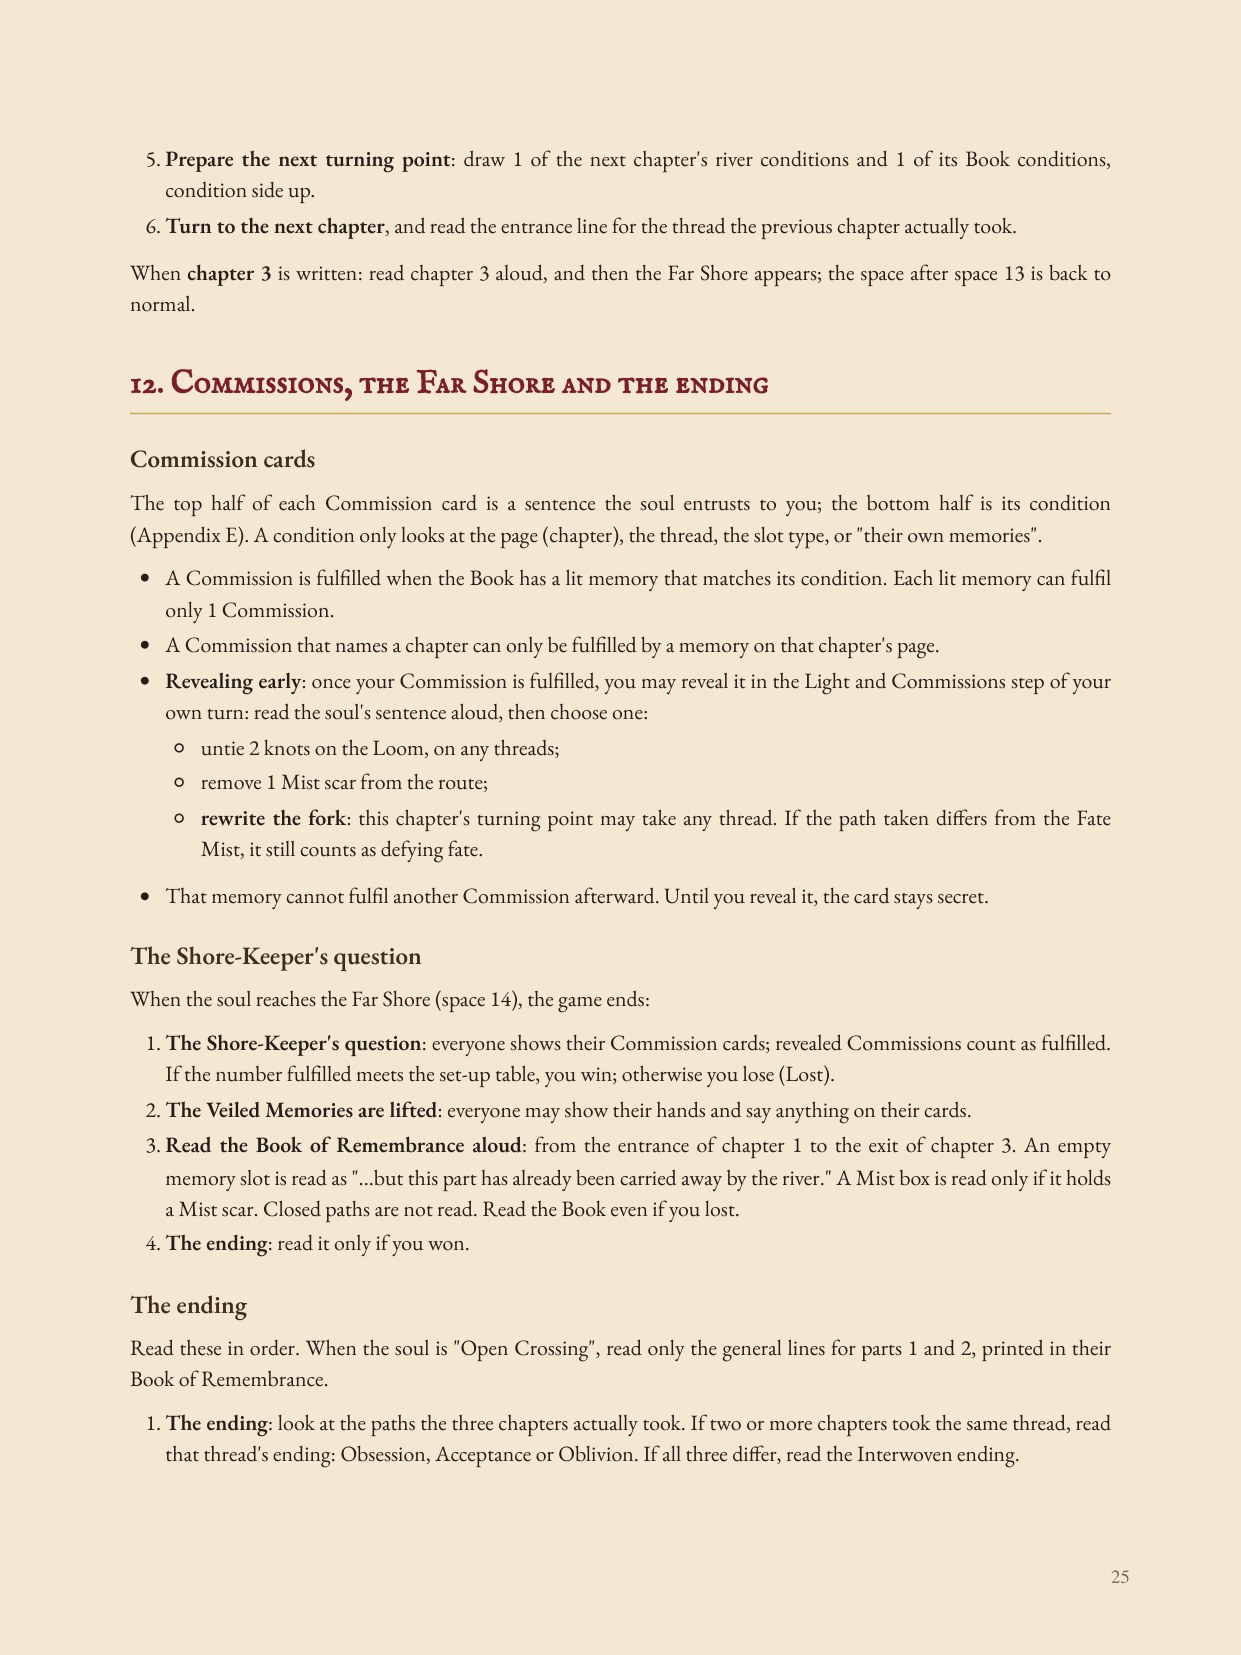 5. Prepare the next turning point: draw 1 of the next chapter's river conditions and 1 of its Book conditions,
condition side up.
6. Turn to the next chapter, and read the entrance line for the thread the previous chapter actually took.
When chapter 3 is written: read chapter 3 aloud, and then the Far Shore appears; the space after space 13 is back to
normal.
12. Commissions, the Far Shore and the ending
Commission cards
The top half of each Commission card is a sentence the soul entrusts to you; the bottom half is its condition
(Appendix E). A condition only looks at the page (chapter), the thread, the slot type, or "their own memories".
• A Commission is fulfilled when the Book has a lit memory that matches its condition. Each lit memory can fulfil
only 1 Commission.
• A Commission that names a chapter can only be fulfilled by a memory on that chapter's page.
• Revealing early: once your Commission is fulfilled, you may reveal it in the Light and Commissions step of your
own turn: read the soul's sentence aloud, then choose one:
○ untie 2 knots on the Loom, on any threads;
○ remove 1 Mist scar from the route;
○ rewrite the fork: this chapter's turning point may take any thread. If the path taken differs from the Fate
Mist, it still counts as defying fate.
• That memory cannot fulfil another Commission afterward. Until you reveal it, the card stays secret.
The Shore-Keeper's question
When the soul reaches the Far Shore (space 14), the game ends:
1. The Shore-Keeper's question: everyone shows their Commission cards; revealed Commissions count as fulfilled.
If the number fulfilled meets the set-up table, you win; otherwise you lose (Lost).
2. The Veiled Memories are lifted: everyone may show their hands and say anything on their cards.
3. Read the Book of Remembrance aloud: from the entrance of chapter 1 to the exit of chapter 3. An empty
memory slot is read as "...but this part has already been carried away by the river." A Mist box is read only if it holds
a Mist scar. Closed paths are not read. Read the Book even if you lost.
4. The ending: read it only if you won.
The ending
Read these in order. When the soul is "Open Crossing", read only the general lines for parts 1 and 2, printed in their
Book of Remembrance.
1. The ending: look at the paths the three chapters actually took. If two or more chapters took the same thread, read
that thread's ending: Obsession, Acceptance or Oblivion. If all three differ, read the Interwoven ending.
25